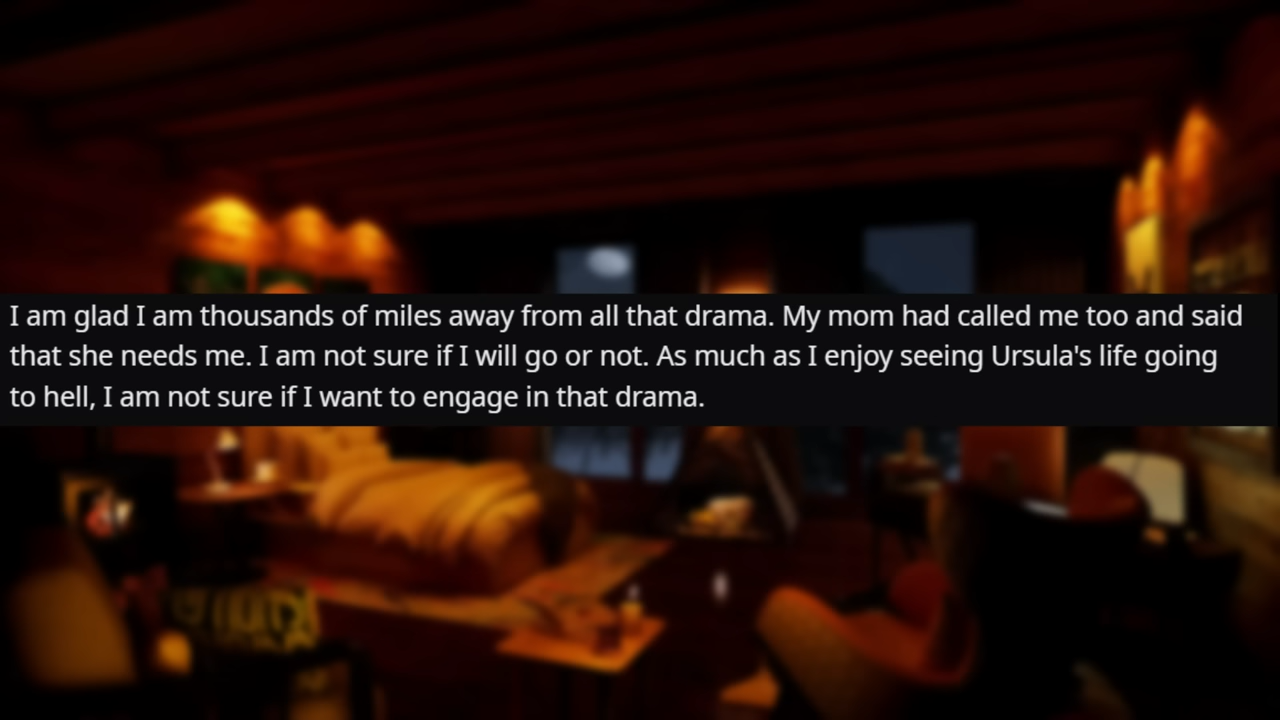 I am glad I am thousands of miles away from all that drama. My mom had called me too and said
that she needs me. I am not sure if I will go or not. As much as I enjoy seeing Ursula's life going
to hell, I am not sure if I want to engage in that drama.